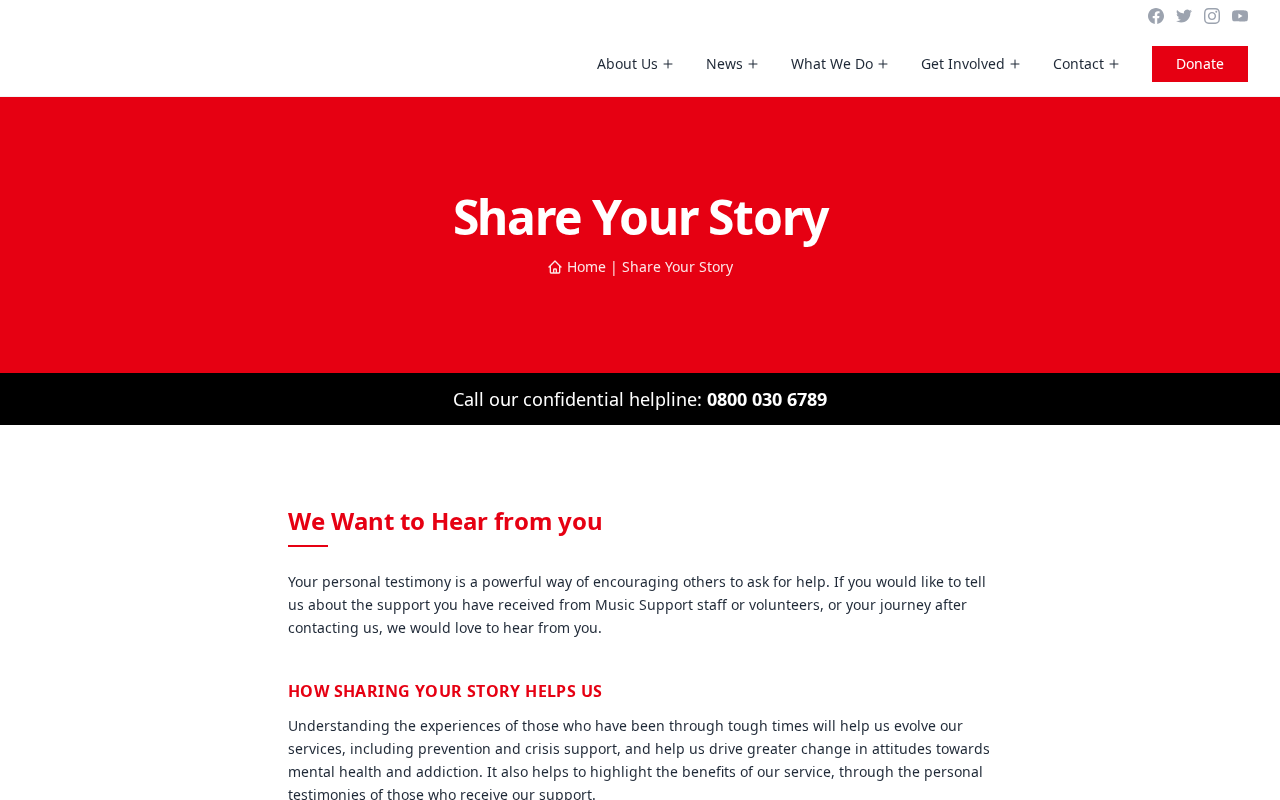 About Us
News
What We Do
Get Involved
Contact
Donate
Share Your Story
Home | Share Your Story
Call our confidential helpline: 0800 030 6789
We Want to Hear from you
Your personal testimony is a powerful way of encouraging others to ask for help. If you would like to tell
us about the support you have received from Music Support staff or volunteers, or your journey after
contacting us, we would love to hear from you.
HOW SHARING YOUR STORY HELPS US
Understanding the experiences of those who have been through tough times will help us evolve our
services, including prevention and crisis support, and help us drive greater change in attitudes towards
mental health and addiction. It also helps to highlight the benefits of our service, through the personal
testimonies of those who receive our support.